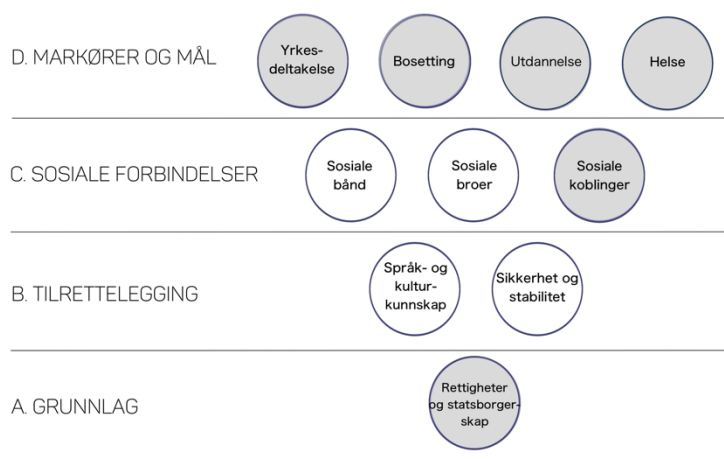 D. MARKØRER OG MÅL
Yrkes-
deltakelse
Bosetting
Utdannelse
Helse
C. SOSIALE FORBINDELSER
Sosiale
bånd
Sosiale
broer
Sosiale
koblinger
B. TILRETTELEGGING
Språk- og
kultur-
kunnskap
Sikkerhet og
stabilitet
A. GRUNNLAG
Rettigheter
og statsborger-
skap